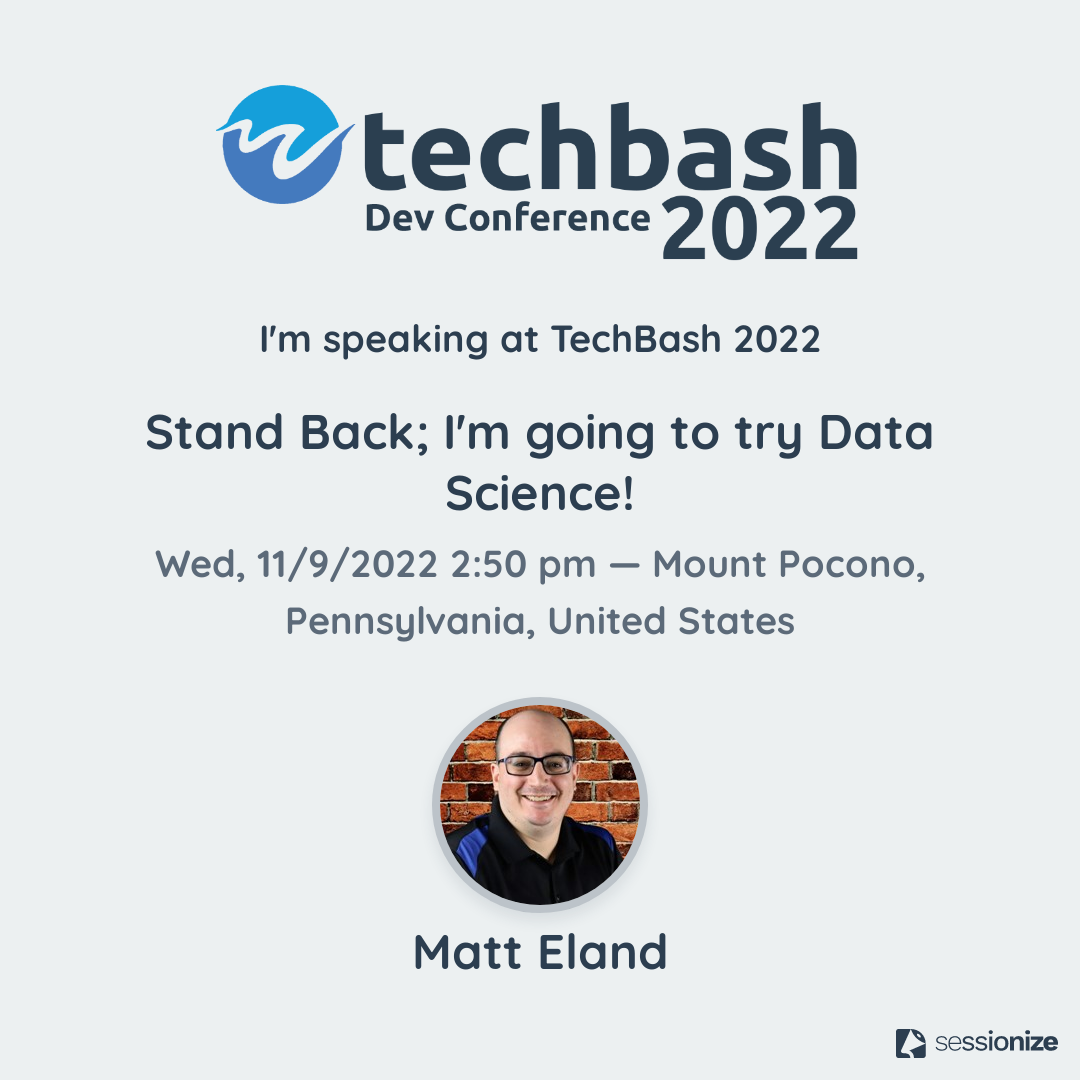 techbash
Dev Conference 2022
I'm speaking at TechBash 2022
Stand Back; I'm going to try Data
Science!
Wed, 11/9/2022 2:50 pm — Mount Pocono,
Pennsylvania, United States
Matt Eland
sessionize